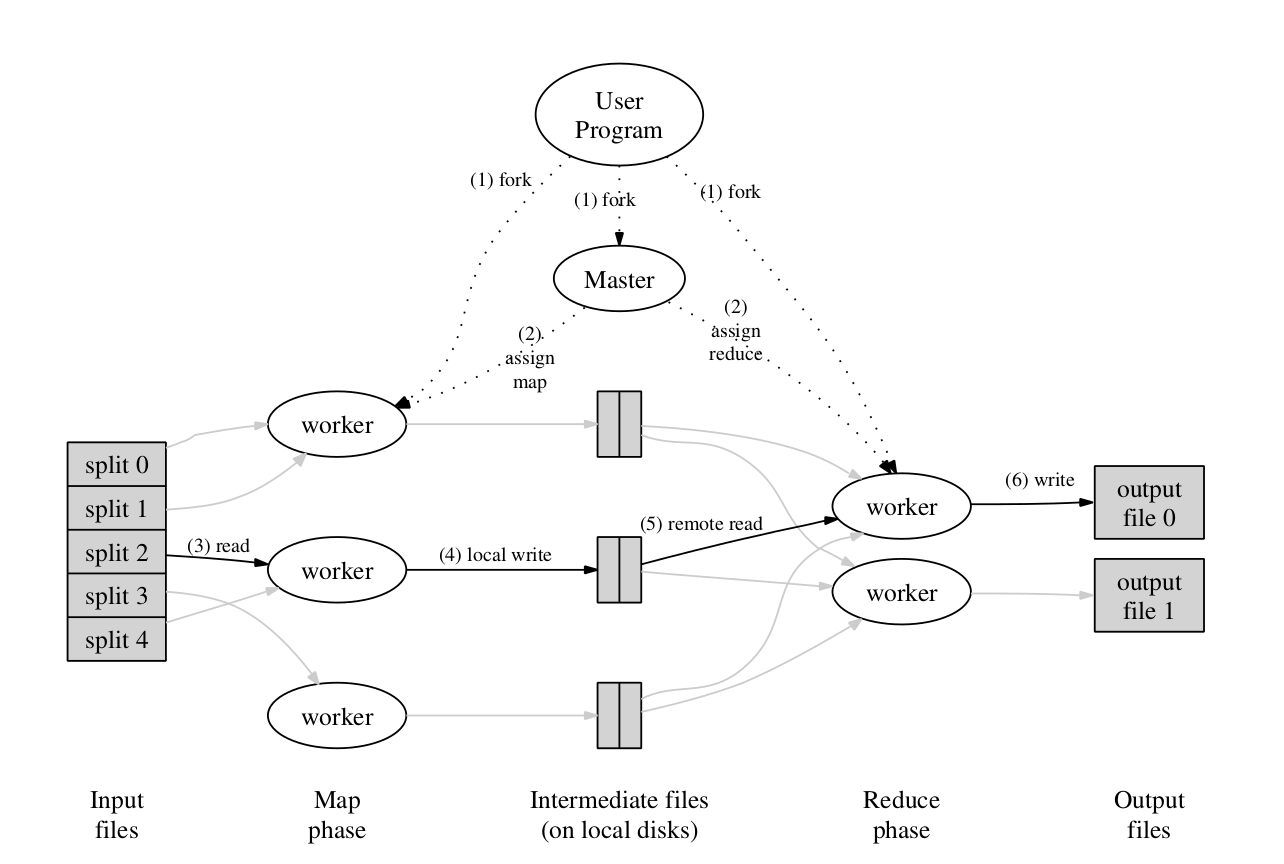 User
Program
(1) fork
(1) fork
(1) fork
Master
(2)
assign
map
(2)
assign
reduce
worker
split 0
split 1
split 2
split 3
split 4
(3) read
worker
(4) local write
(5) remote read
worker
(6) write
output
file 0
worker
output
file 1
worker
Input
files
Map
phase
Intermediate files
(on local disks)
Reduce
phase
Output
files